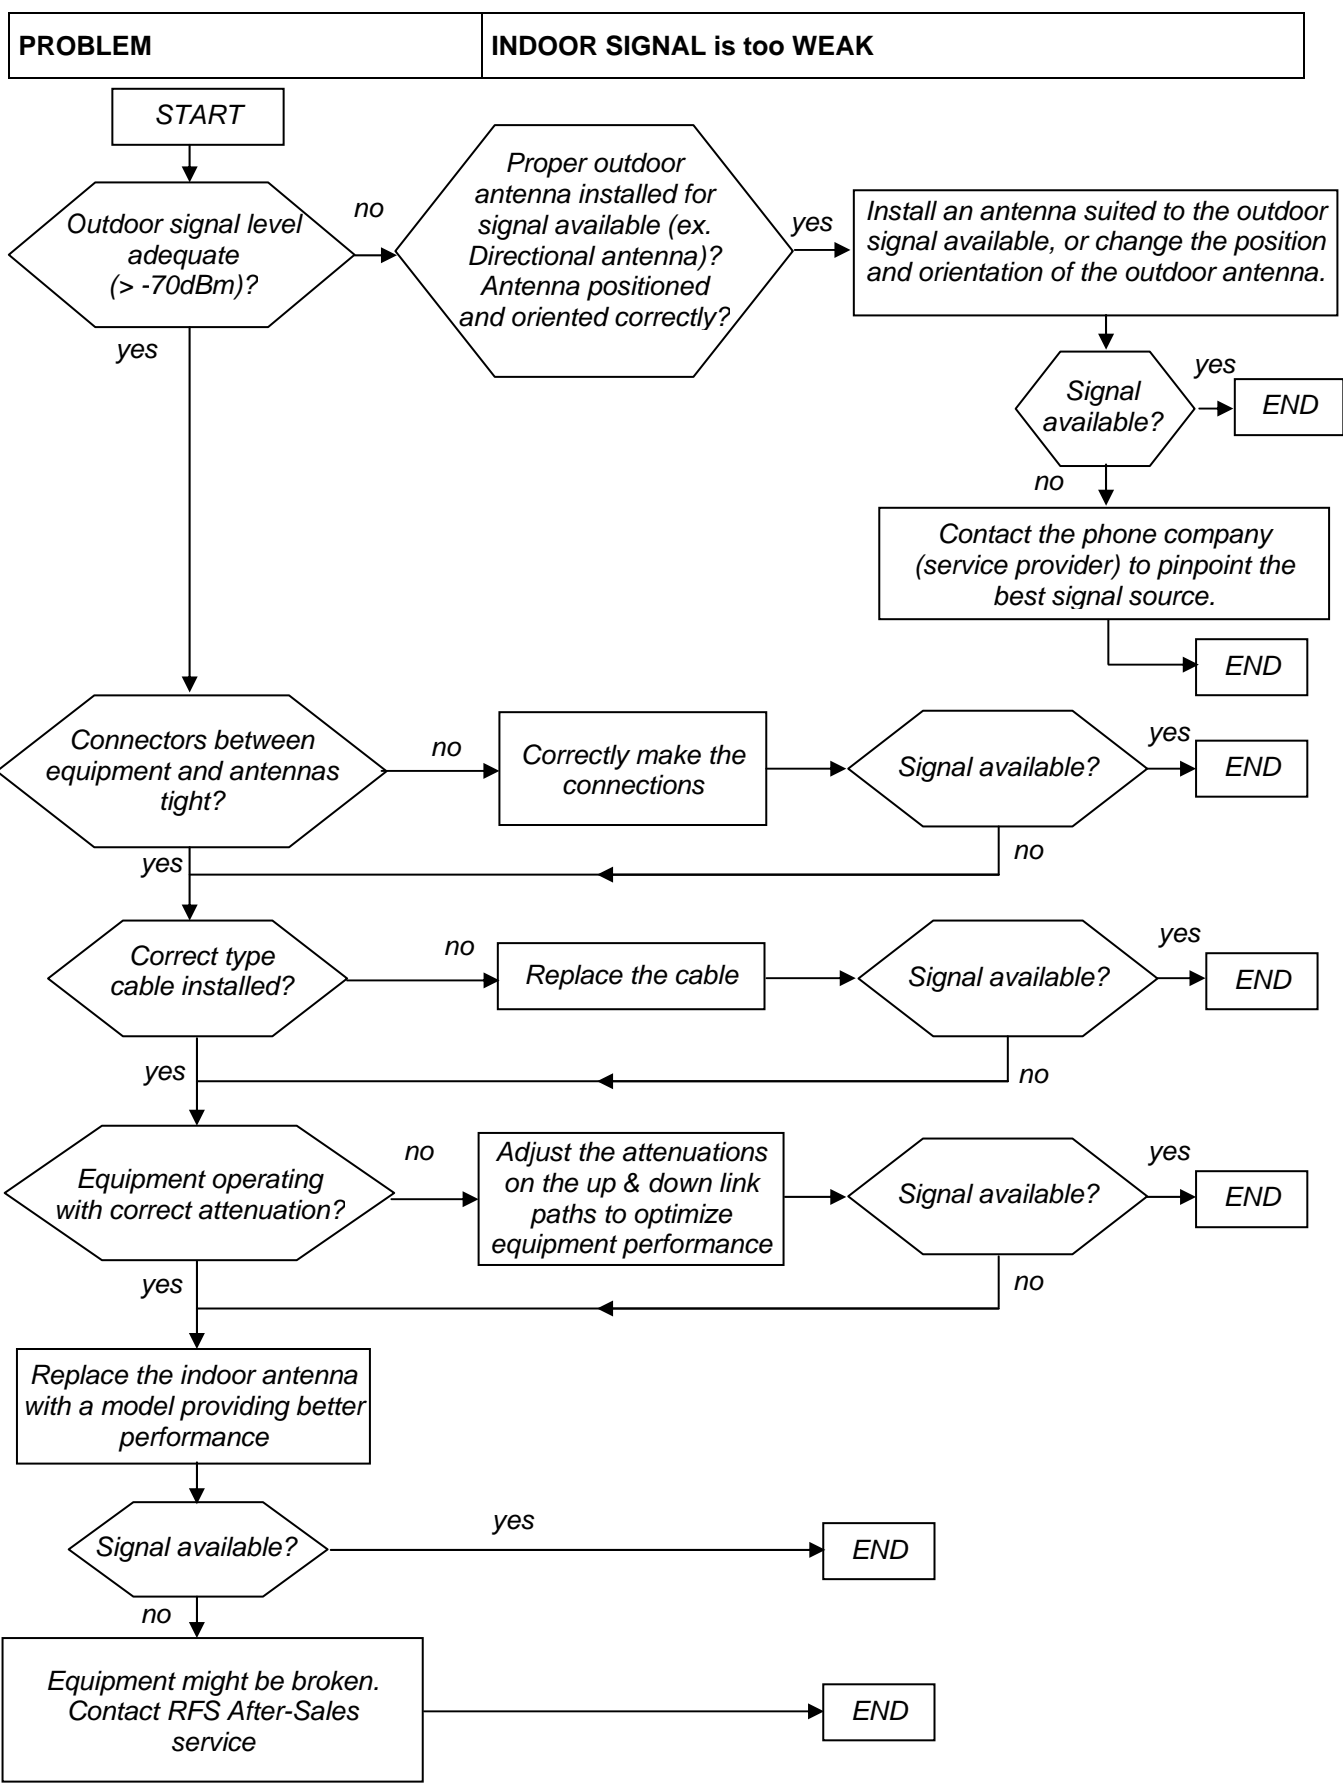 PROBLEM
INDOOR SIGNAL is too WEAK
START
Outdoor signal level
adequate
(> -70dBm)?
no
yes
Proper outdoor
antenna installed for
signal available (ex.
Directional antenna)?
Antenna positioned
and oriented correctly?
yes
Install an antenna suited to the outdoor
signal available, or change the position
and orientation of the outdoor antenna.
Signal
available?
yes
END
no
Contact the phone company
(service provider) to pinpoint the
best signal source.
END
Connectors between
equipment and antennas
tight?
no
Correctly make the
connections
Signal available?
yes
END
no
yes
Correct type
cable installed?
no
Replace the cable
Signal available?
yes
END
no
yes
Equipment operating
with correct attenuation?
no
Adjust the attenuations
on the up & down link
paths to optimize
equipment performance
Signal available?
yes
END
no
yes
Replace the indoor antenna
with a model providing better
performance
Signal available?
yes
END
no
Equipment might be broken.
Contact RFS After-Sales
service
END